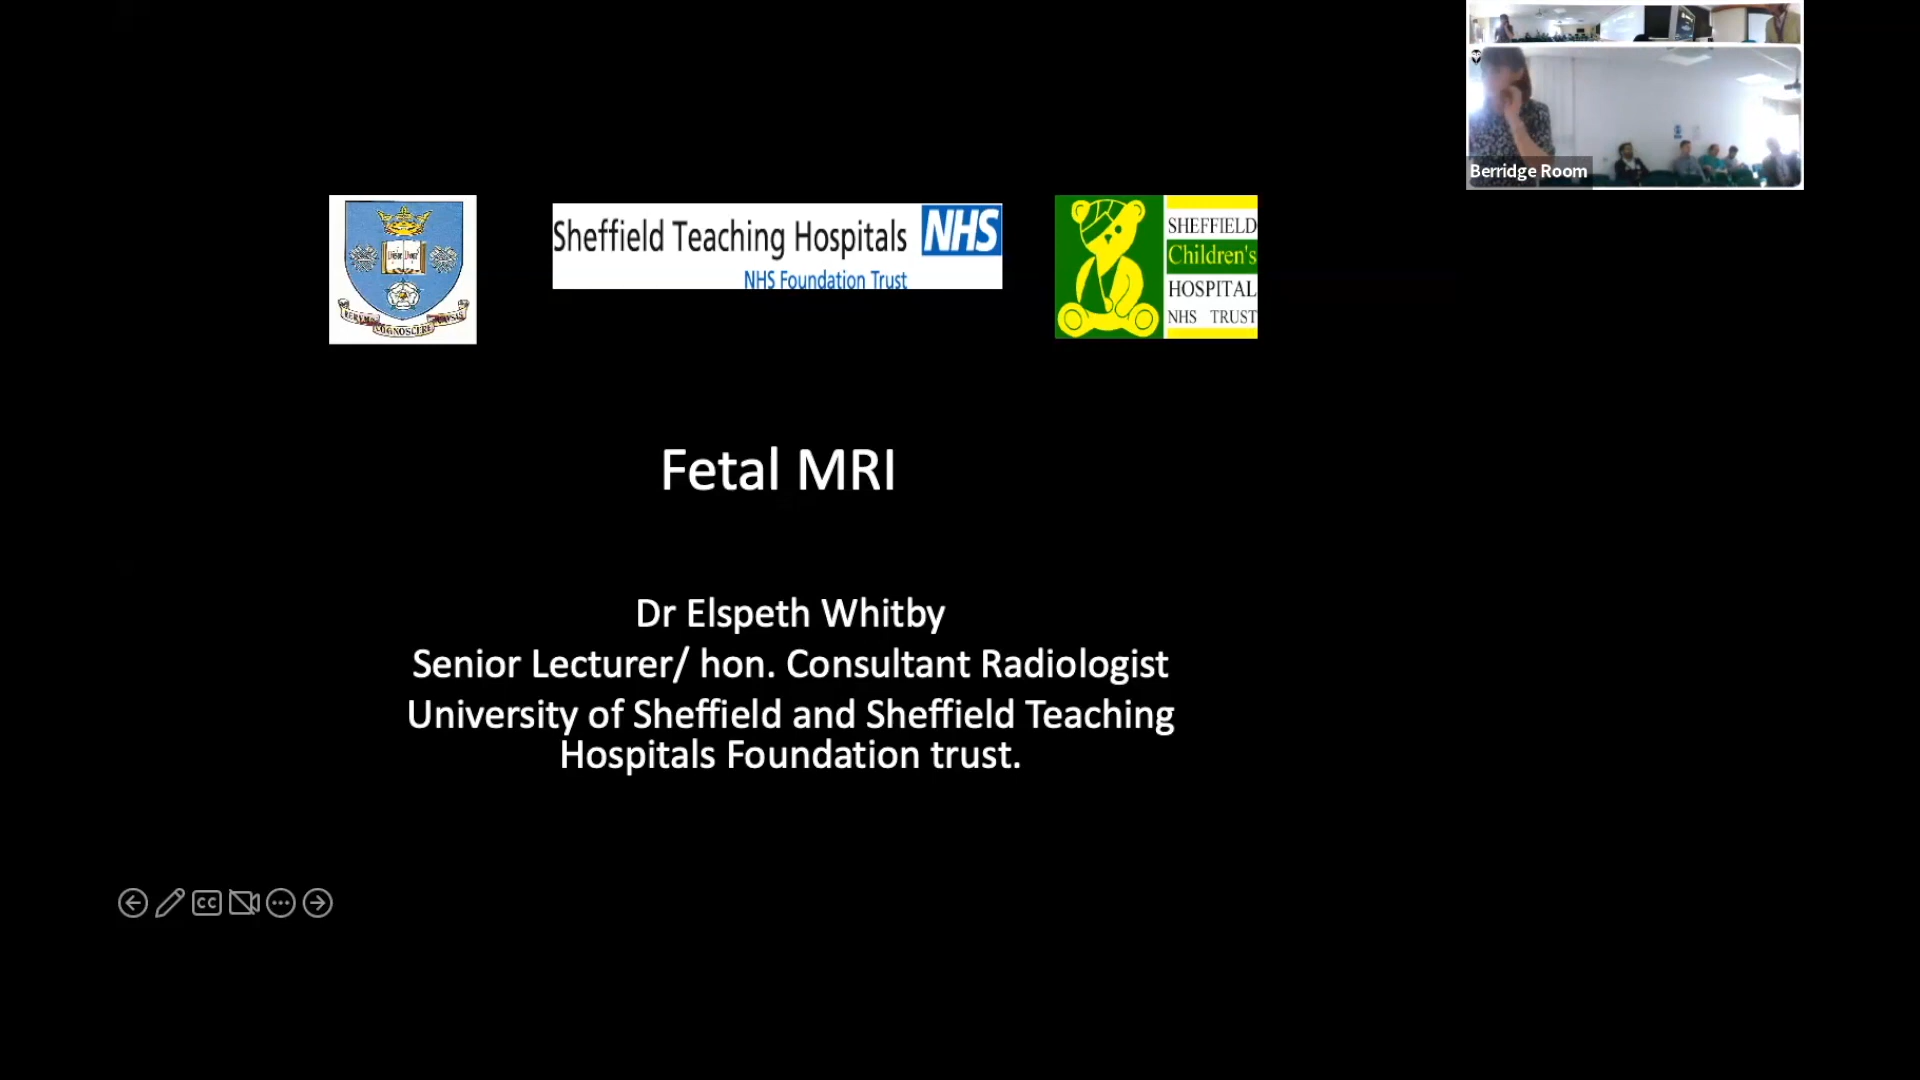 Berridge Room
Sheffield Teaching Hospitals NHS
NHS Foundation Trust
SHEFFIELD
Children's
HOSPITAL
NHS TRUST
Fetal MRI
Dr Elspeth Whitby
Senior Lecturer/ hon. Consultant Radiologist
University of Sheffield and Sheffield Teaching
Hospitals Foundation trust.
CC